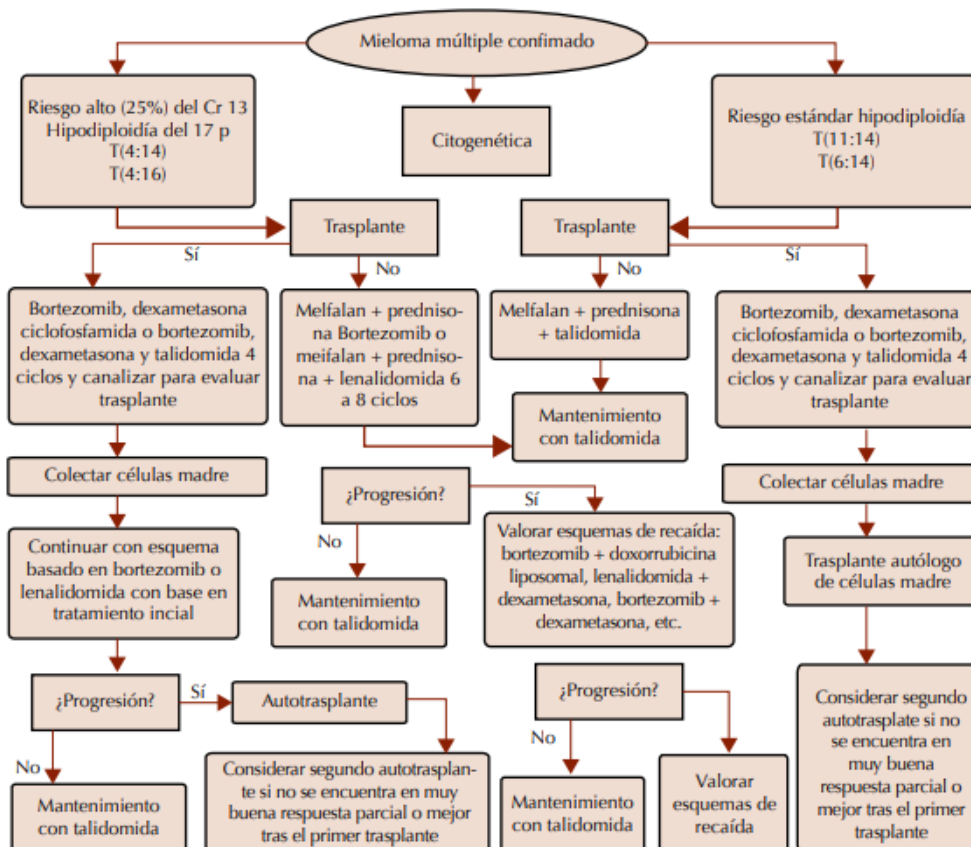 Mieloma múltiple confimado
Riesgo alto (25%) del Cr 13
Hipodiploidía del 17 p
T(4:14)
T(4:16)
Citogenética
Riesgo estándar hipodiploidía
T(11:14)
T(6:14)
Trasplante
Trasplante
Sí
No
No
Sí
Bortezomib, dexametasona
ciclofosfamida o bortezomib,
dexametasona y talidomida 4
ciclos y canalizar para evaluar
trasplante
Melfalan + predniso-
na Bortezomib o
meifalan + predniso-
na + lenalidomida 6
a 8 ciclos
Melfalan + prednisona
+ talidomida
Bortezomib, dexametasona
ciclofosfamida o bortezomib,
dexametasona y talidomida 4
ciclos y canalizar para evaluar
trasplante
Mantenimiento
con talidomida
Colectar células madre
¿Progresión?
Sí
No
Colectar células madre
Continuar con esquema
basado en bortezomib o
lenalidomida con base en
tratamiento incial
Mantenimiento
con talidomida
Valorar esquemas de recaída:
bortezomib + doxorrubicina
liposomal, lenalidomida +
dexametasona, bortezomib +
dexametasona, etc.
Trasplante autólogo
de células madre
¿Progresión?
Sí
No
Autotrasplante
¿Progresión?
No
Considerar segundo
autotrasplate si no
se encuentra en
muy buena
respuesta parcial o
mejor tras el primer
trasplante
Mantenimiento
con talidomida
Considerar segundo autotrasplan-
te si no se encuentra en muy
buena respuesta parcial o mejor
tras el primer trasplante
Mantenimiento
con talidomida
Valorar
esquemas de
recaída